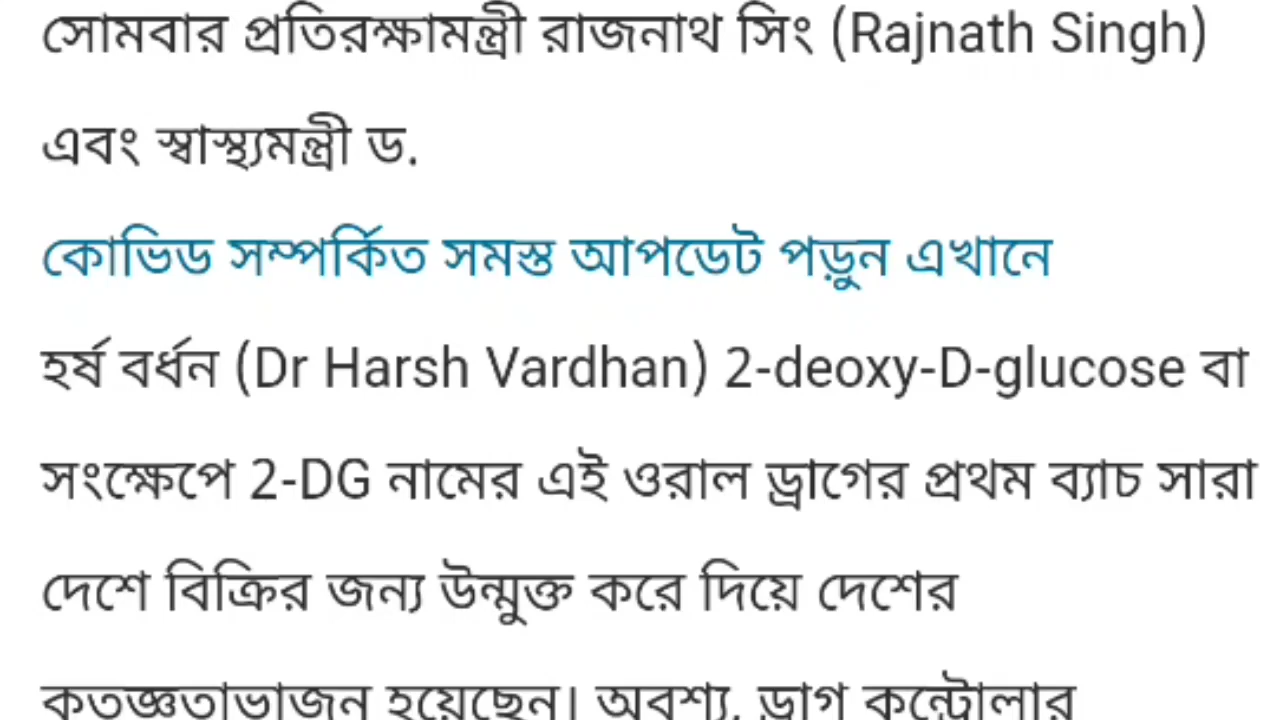 সোমবার প্রতিরক্ষামন্ত্রী রাজনাথ সিং (Rajnath Singh)
এবং স্বাস্থ্যমন্ত্রী ড.
কোভিড সম্পর্কিত সমস্ত আপডেট পড়ুন এখানে
হর্ষ বর্ধন (Dr Harsh Vardhan) 2-deoxy-D-glucose বা
সংক্ষেপে 2-DG নামের এই ওরাল ড্রাগের প্রথম ব্যাচ সারা
দেশে বিক্রির জন্য উন্মুক্ত করে দিয়ে দেশের
কৃতজ্ঞতাভাজন হয়েছেন। অবশ্য, ড্রাগ কন্ট্রোলার